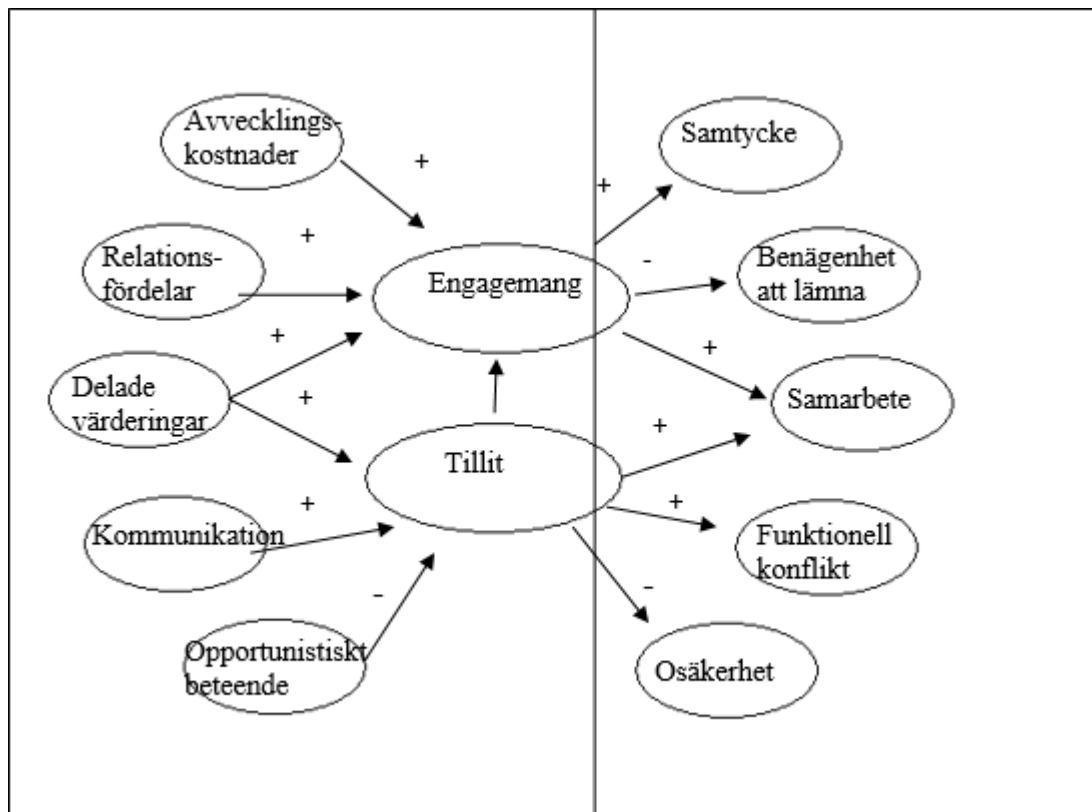 Avvecklings-
kostnader
+
Samtycke
+
+
Relations-
fördelar
-
Benägenhet
att lämna
Engagemang
+
+
Delade
värderingar
+
Samarbete
+
Tillit
+
+
Kommunikation
Funktionell
konflikt
-
-
Opportunistiskt
beteende
Osäkerhet